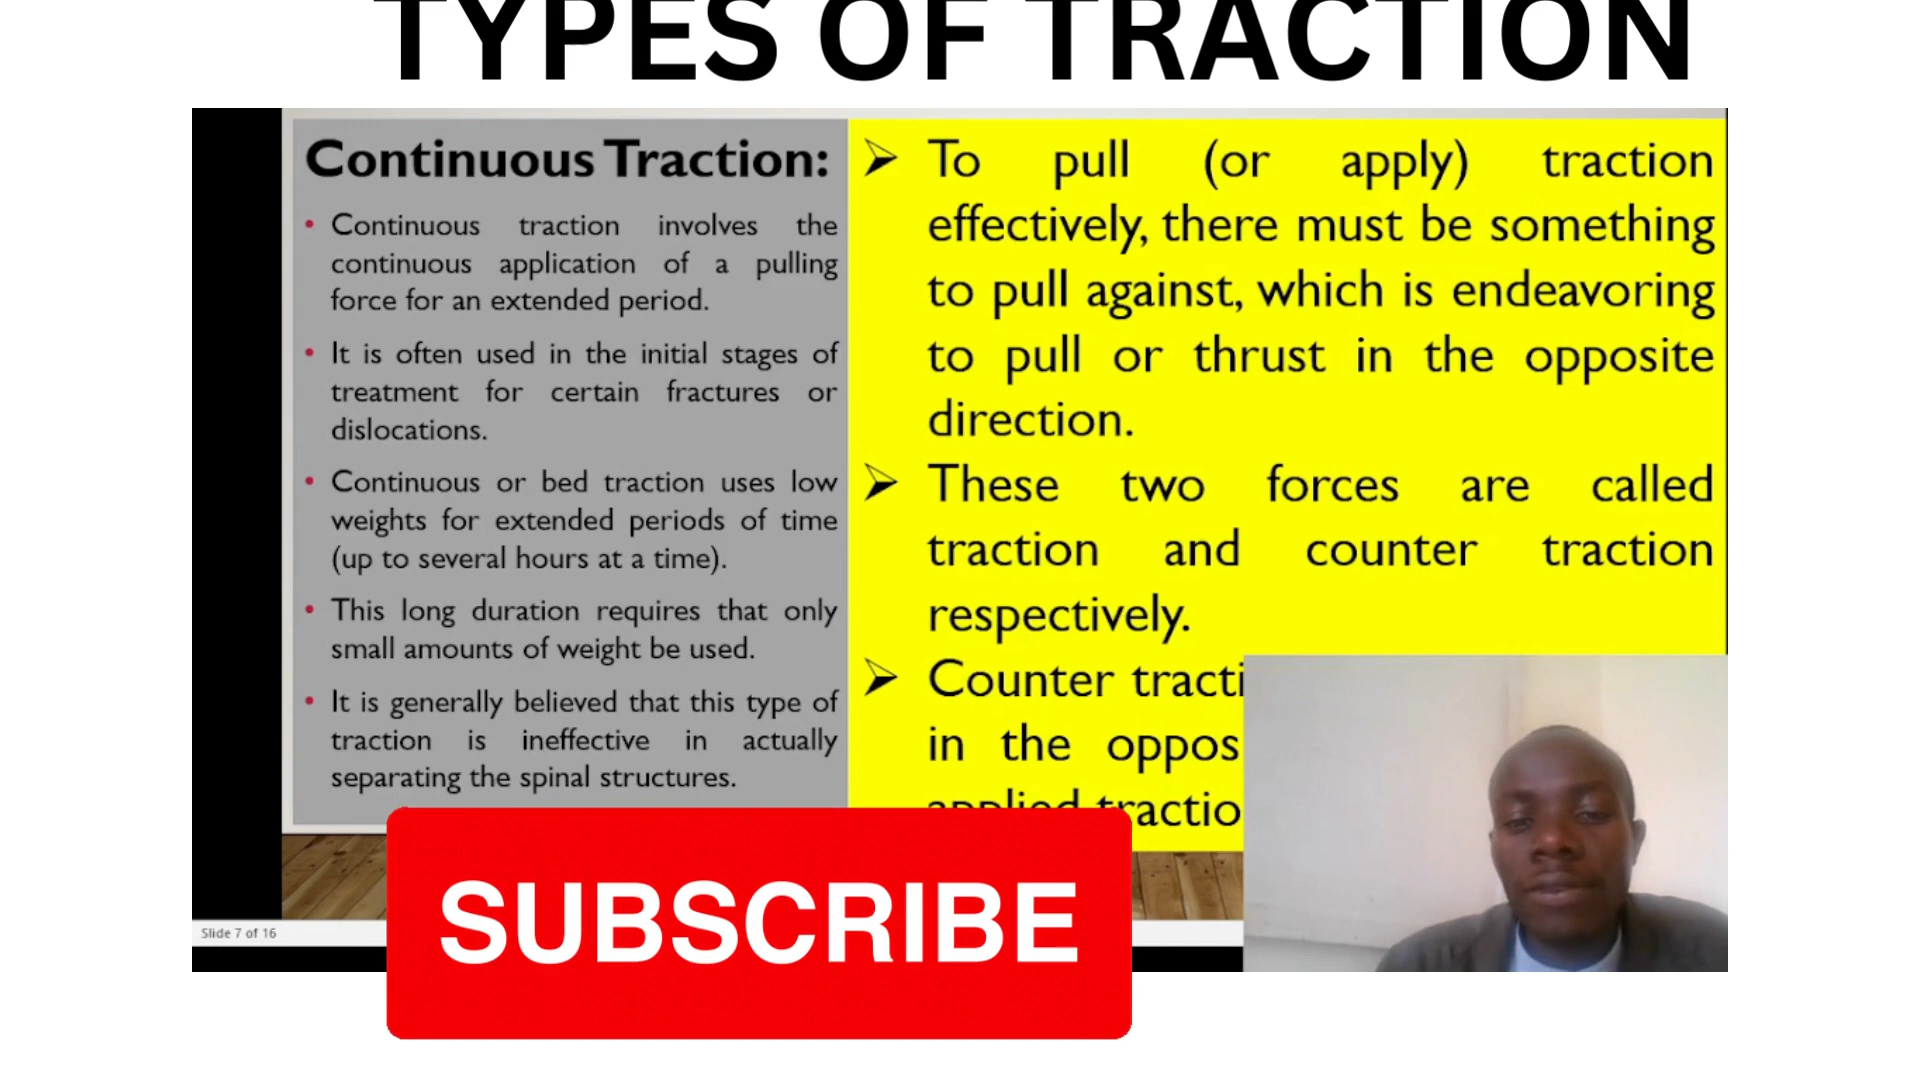 TYPES OF TRACTION
Continuous Traction:
• Continuous traction involves the
continuous application of a pulling
force for an extended period.
• It is often used in the initial stages of
treatment for certain fractures or
dislocations.
• Continuous or bed traction uses low
weights for extended periods of time
(up to several hours at a time).
• This long duration requires that only
small amounts of weight be used.
• It is generally believed that this type of
traction is ineffective in actually
separating the spinal structures.
➢ To pull (or apply) traction
effectively, there must be something
to pull against, which is endeavoring
to pull or thrust in the opposite
direction.
➢ These two forces are called
traction and counter traction
respectively.
➢ Counter tracti
in the oppos
applied tractio
SUBSCRIBE
Slide 7 of 16